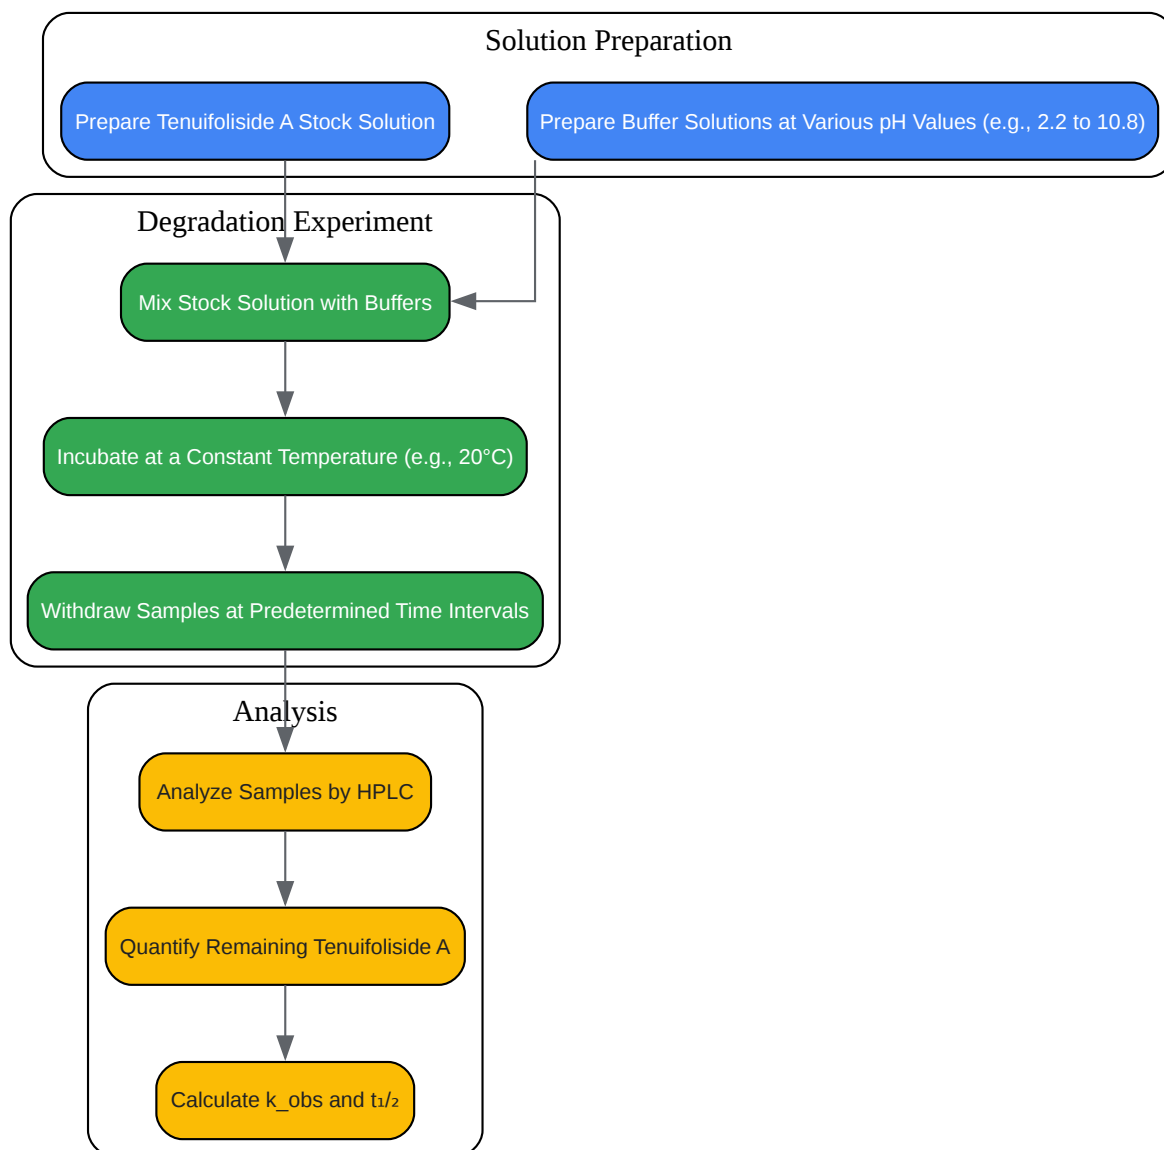 Solution Preparation
Prepare Tenuifoliside A Stock Solution
Prepare Buffer Solutions at Various pH Values (e.g., 2.2 to 10.8)
Degradation Experiment
Mix Stock Solution with Buffers
Incubate at a Constant Temperature (e.g., 20°C)
Withdraw Samples at Predetermined Time Intervals
Analysis
Analyze Samples by HPLC
Quantify Remaining Tenuifoliside A
Calculate k_obs and t₁/₂